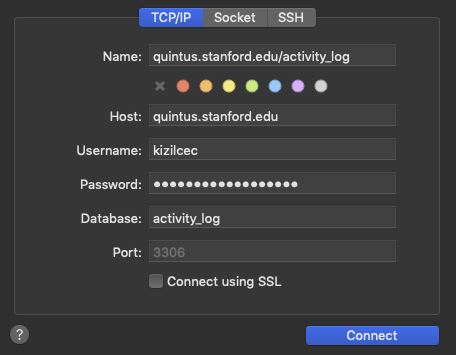 TCP/IP Socket SSH
Name: quintus.stanford.edu/activity_log
Host: quintus.stanford.edu
Username: kizilcec
Password: ••••••••••••••••••
Database: activity_log
Port: 3306
Connect using SSL
? Connect